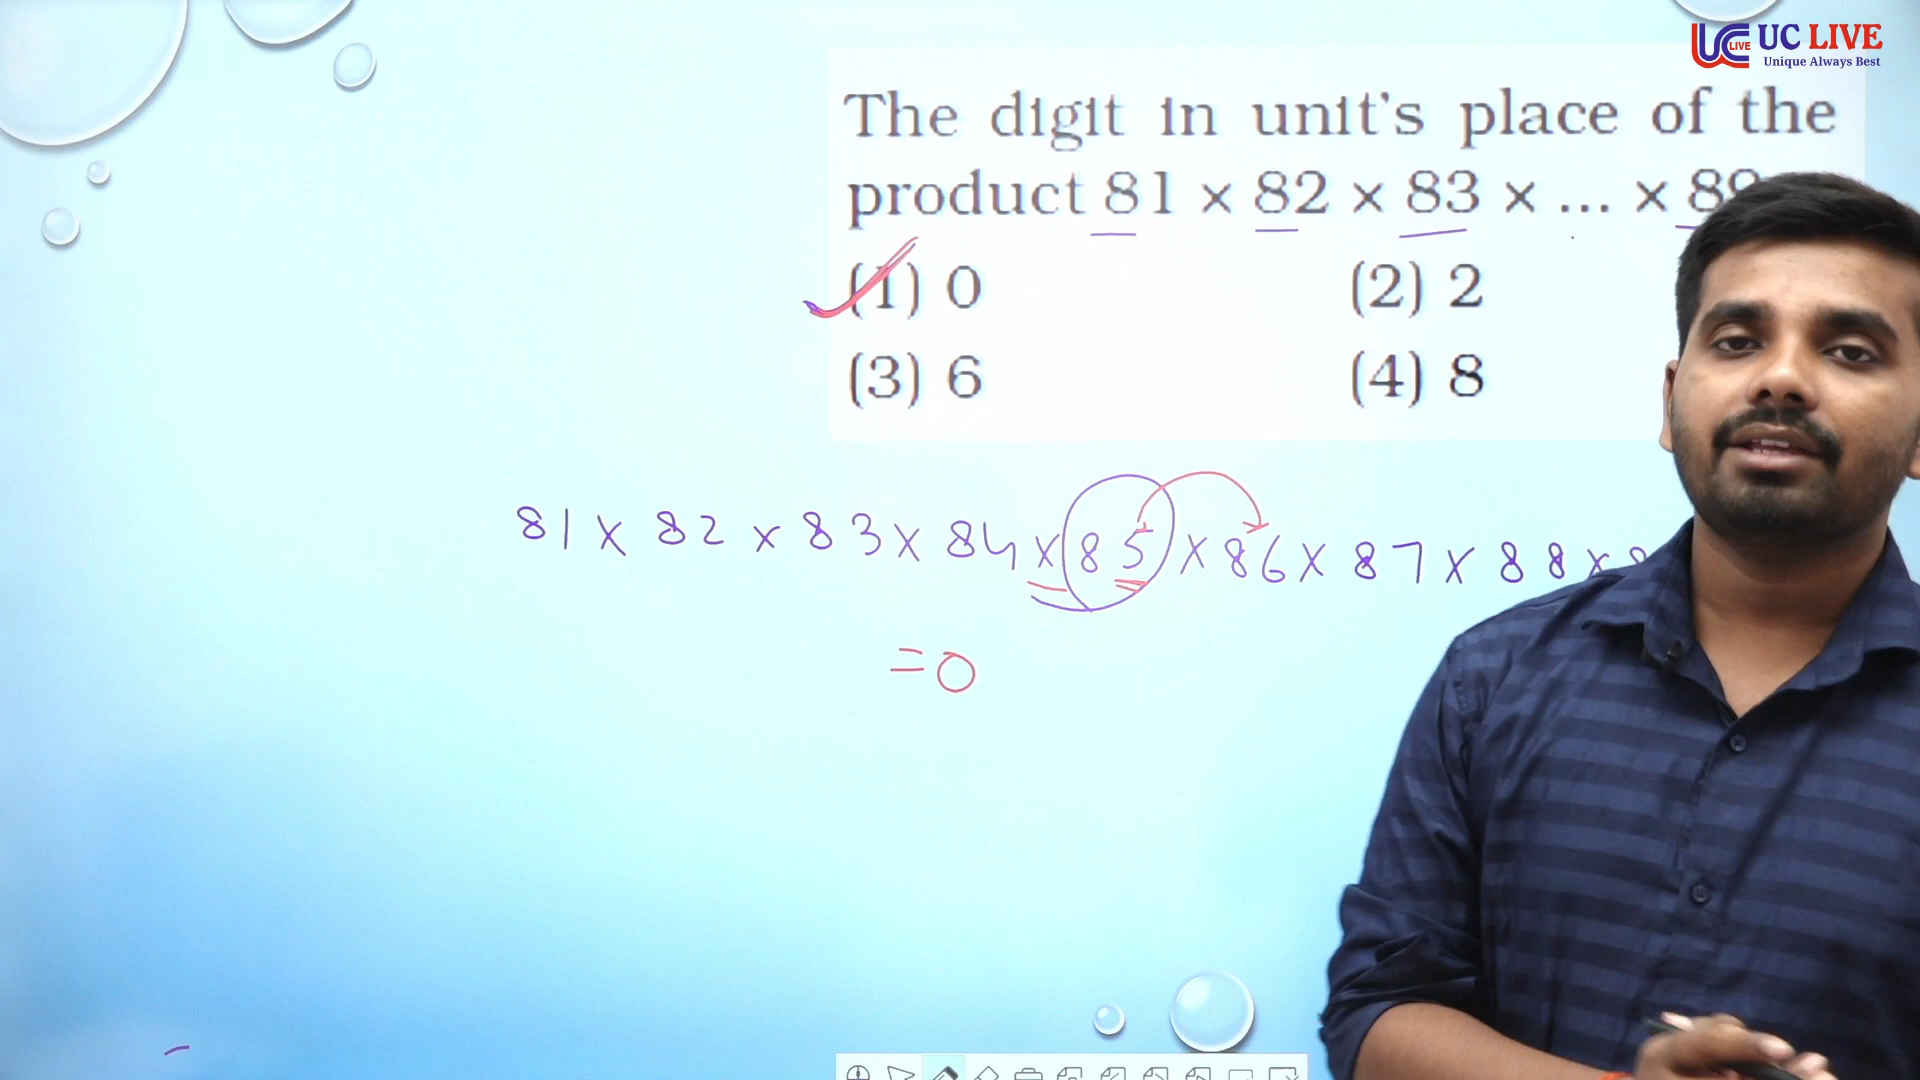 UC LIVE
Unique Always Best
The digit in unit's place of the
product 81 × 82 × 83 × ... × 89
(1) 0
(2) 2
(3) 6
(4) 8
81 × 82 × 83 × 84 × 85 × 86 × 87 × 88 × 8
= 0